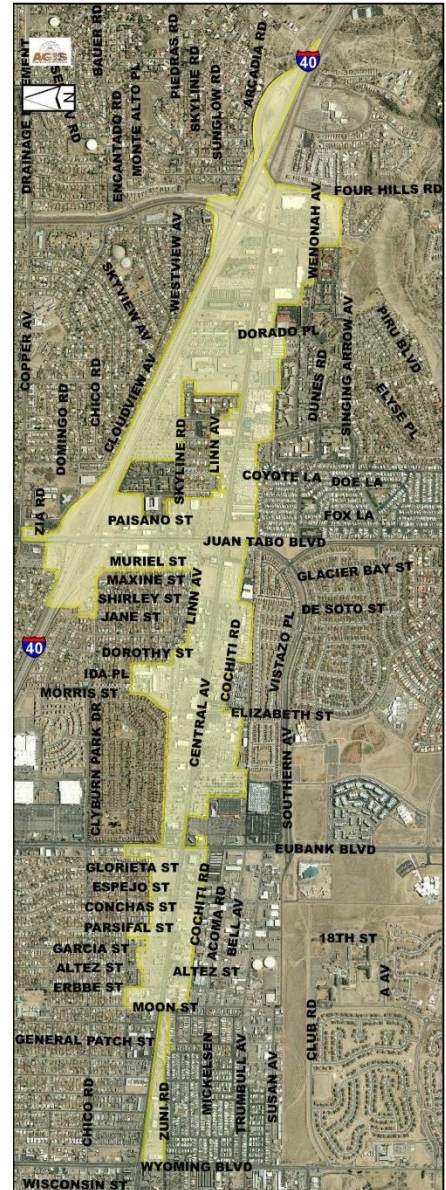 AGIS
N
40
DRAINAGE EASEMENT
BAUER RD
ENCANTADO RD
MONTE ALTO PL
PIEDRAS RD
SKYLINE RD
SUNGLOW RD
ARCADIA RD
FOUR HILLS RD
WENONAH AV
WESTVIEW AV
SKYVIEW AV
CLOUDVIEW AV
COPPER AV
DOMINGO RD
CHICO RD
DORADO PL
DUNES RD
SINGING ARROW AV
PIRU BLVD
ELYSE PL
SKYLINE RD
LINN AV
COYOTE LA
DOE LA
FOX LA
ZIA RD
PAISANO ST
JUAN TABO BLVD
MURIEL ST
MAXINE ST
SHIRLEY ST
JANE ST
LINN AV
GLACIER BAY ST
DE SOTO ST
40
DOROTHY ST
IDA PL
MORRIS ST
CENTRAL AV
COCHITI RD
VISTAZO PL
ELIZABETH ST
CLYBURN PARK DR
SOUTHERN AV
EUBANK BLVD
GLORIETA ST
ESPEJO ST
CONCHAS ST
PARSIFAL ST
GARCIA ST
ALTEZ ST
ERBBE ST
COCHITI RD
ACOMA RD
BELL AV
ALTEZ ST
18TH ST
A AV
MOON ST
GENERAL PATCH ST
CLUB RD
CHICO RD
ZUNI RD
MICKELSEN
TRUMBULL AV
SUSAN AV
WYOMING BLVD
WISCONSIN ST